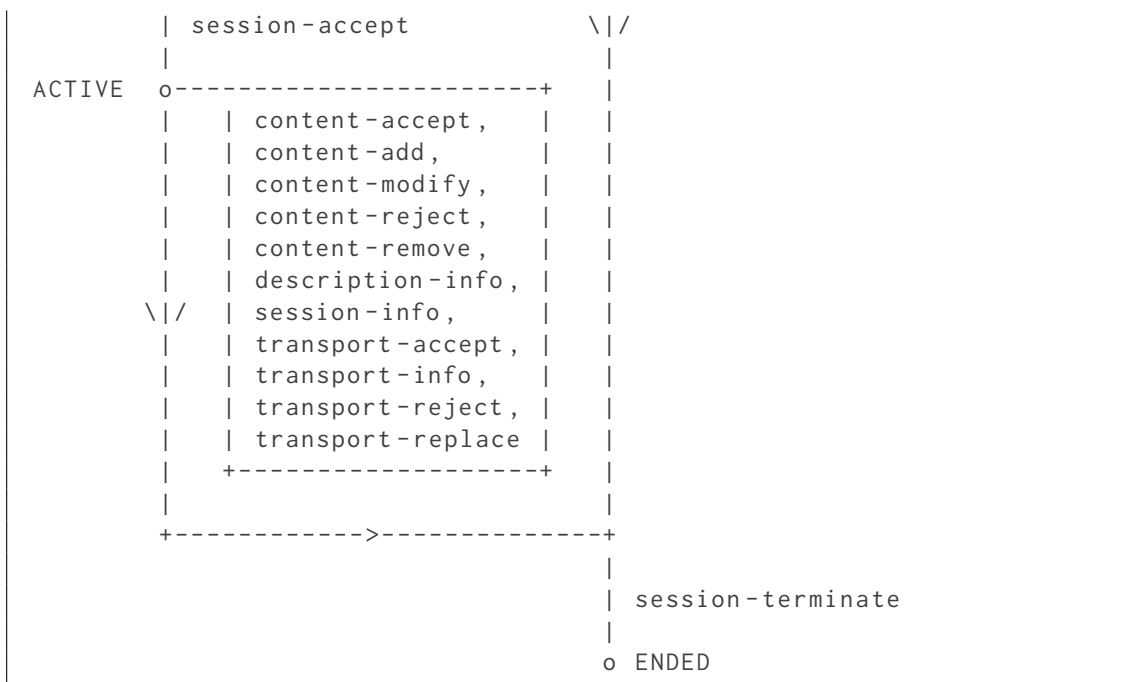 | session-accept \|/
| |
ACTIVE o-----------------------+ |
| | content-accept, | |
| | content-add, | |
| | content-modify, | |
| | content-reject, | |
| | content-remove, | |
| | description-info, | |
\|/ | session-info, | |
| | transport-accept, | |
| | transport-info, | |
| | transport-reject, | |
| | transport-replace | |
| +-------------------+ |
| |
+------------>--------------+
|
| session-terminate
|
o ENDED